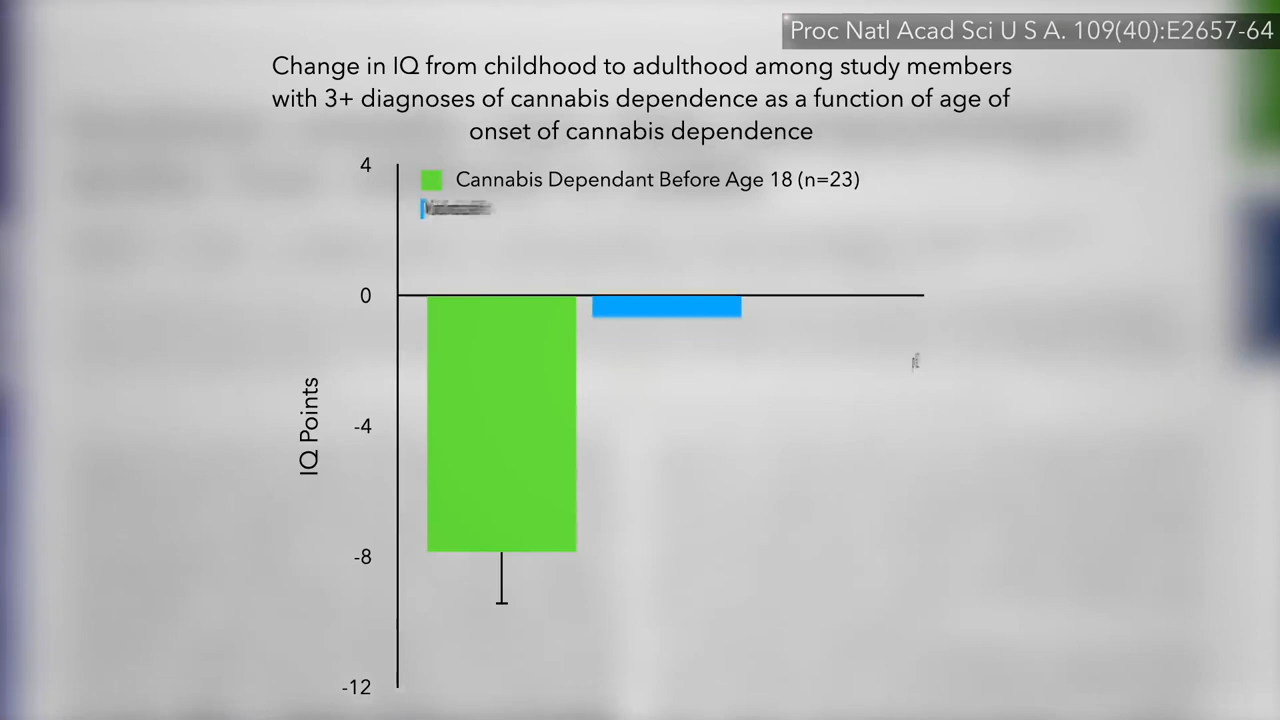 Proc Natl Acad Sci U S A. 109(40):E2657-64
Change in IQ from childhood to adulthood among study members
with 3+ diagnoses of cannabis dependence as a function of age of
onset of cannabis dependence
4
Cannabis Dependant Before Age 18 (n=23)
0
-4
IQ Points
-8
-12